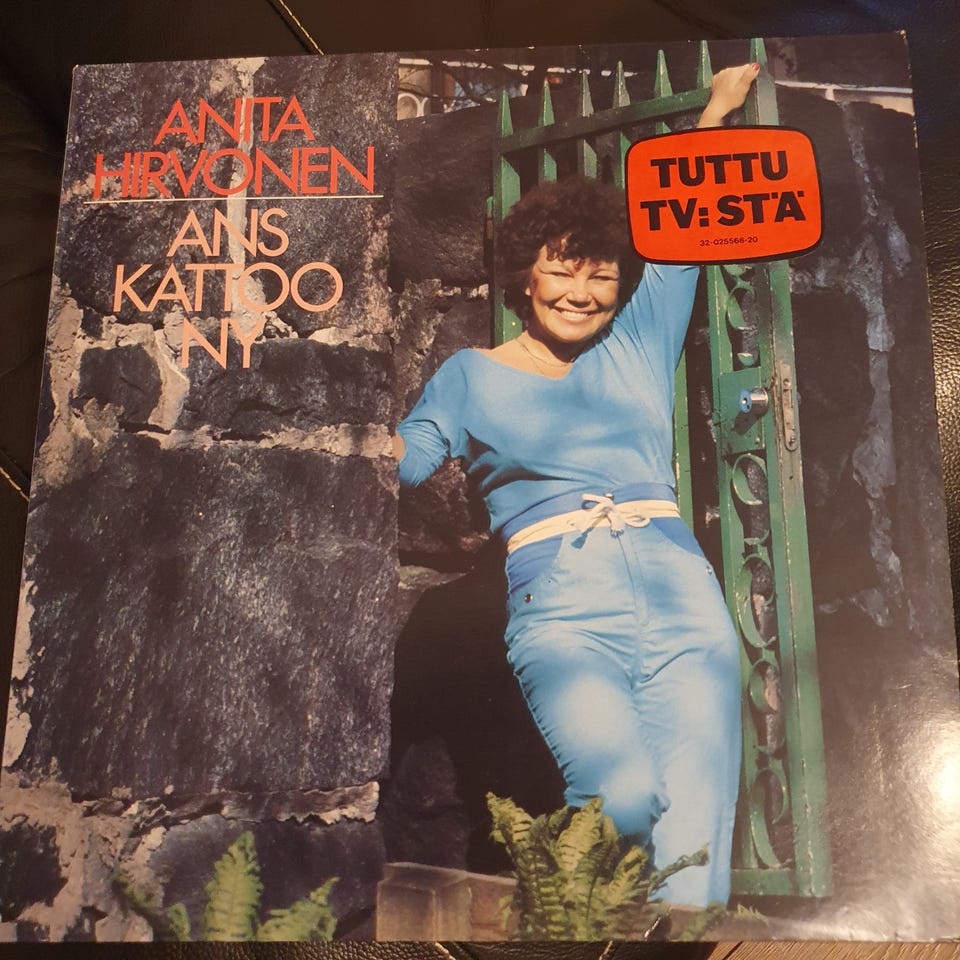 ANITA
HIRVONEN
ANS
KATTOO
NY
TUTTU
TV:STÄ
32-025566-20